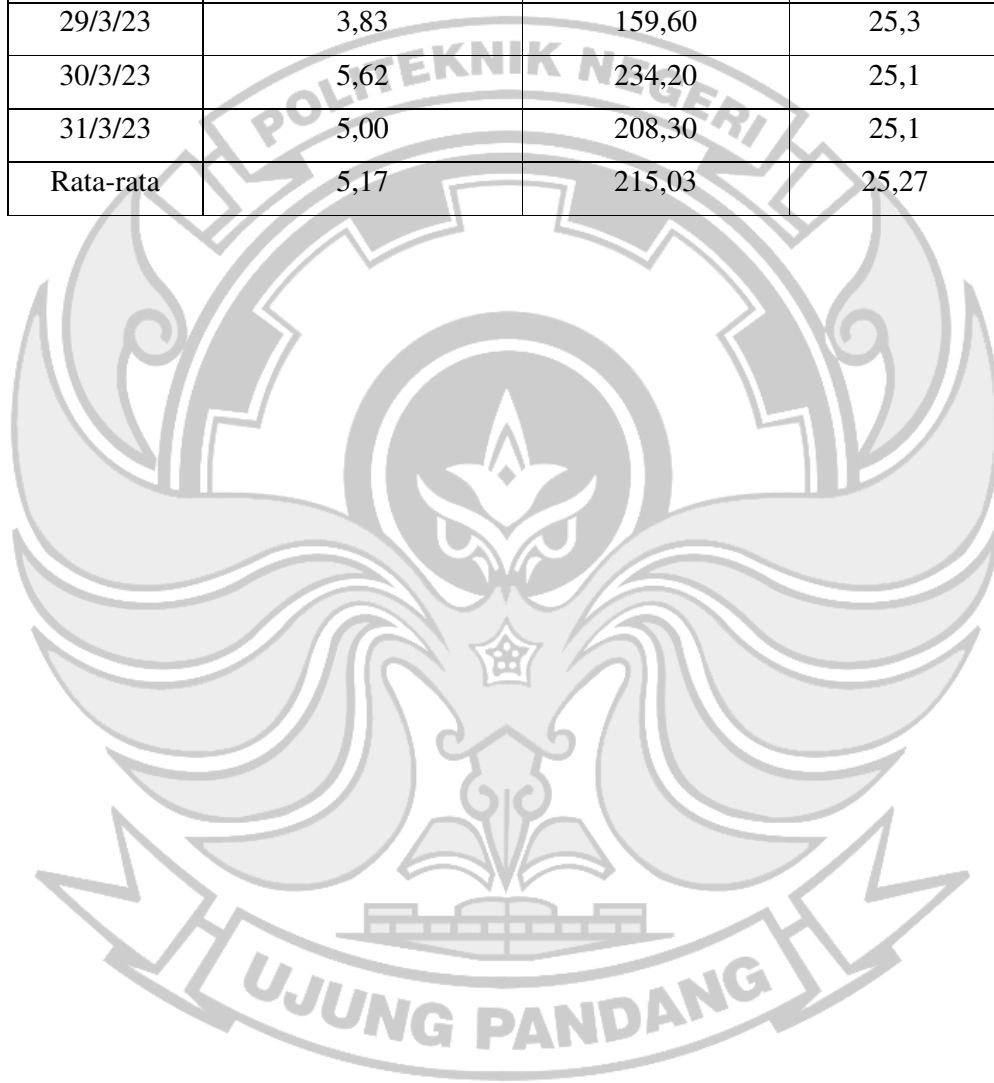 29/3/23 3,83 159,60 25,3
30/3/23 5,62 234,20 25,1
31/3/23 5,00 208,30 25,1
Rata-rata 5,17 215,03 25,27
POLITEKNIK NEGERI
UJUNG PANDANG